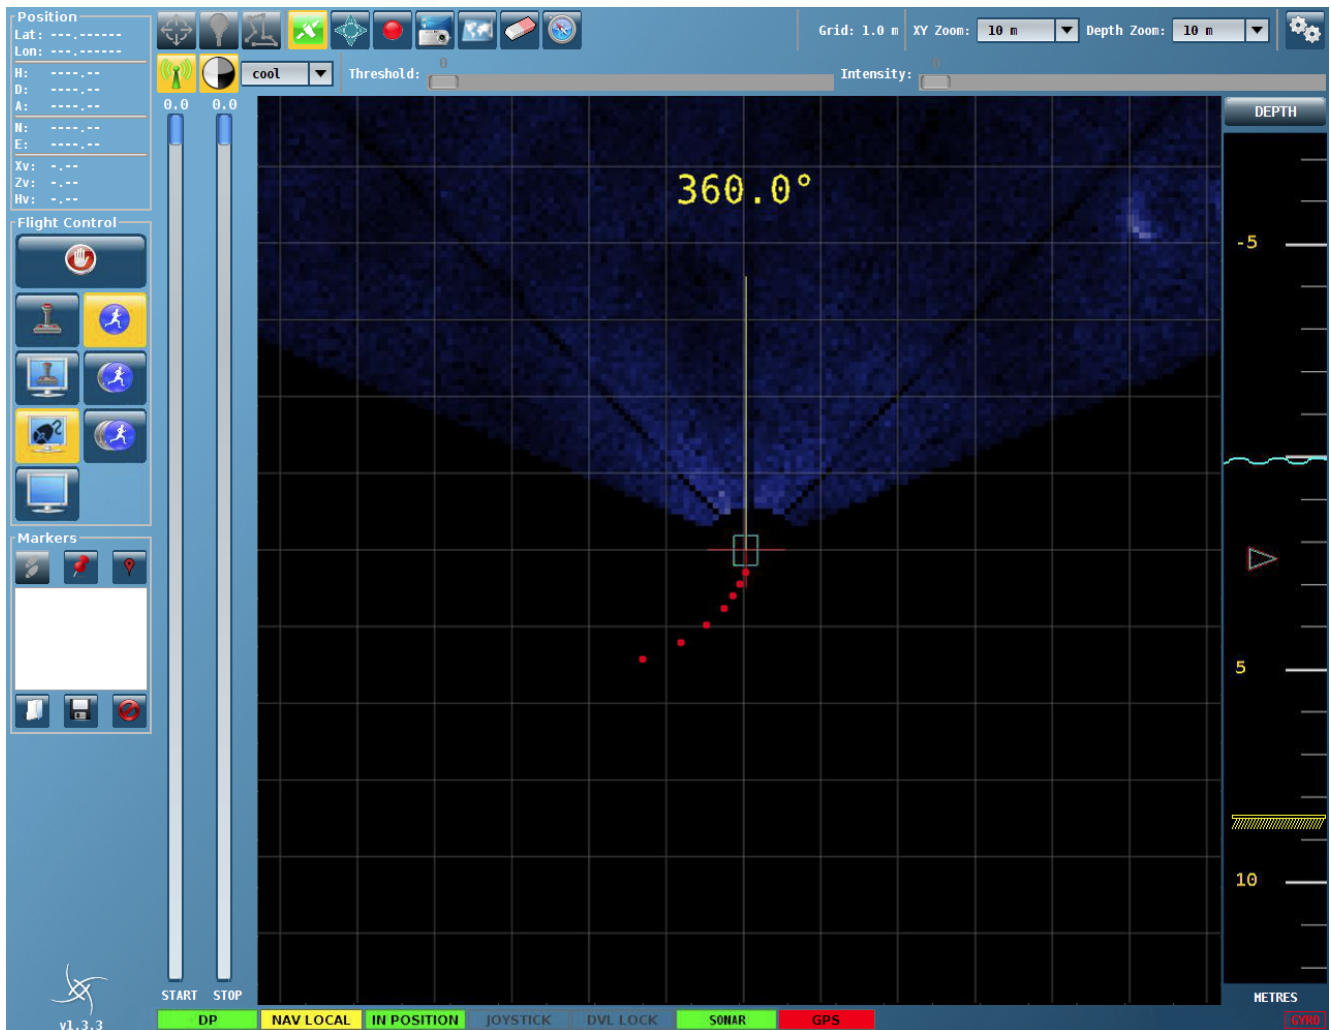 Position
Lat: ---.------
Lon: ---.------
H: ----.--
D: ----.--
A: ----.--
N: ----.--
E: ----.--
Xv: -.--
Zv: -.--
Hv: -.--
Grid: 1.0 m XY Zoom: 10 m Depth Zoom: 10 m
cool Threshold: 0 Intensity: 0
0.0 0.0
DEPTH
360.0°
-5
5
10
METRES
Flight Control
Markers
START STOP
v1.3.3
DP NAV LOCAL IN POSITION JOYSTICK DVL LOCK SONAR GPS GYRO